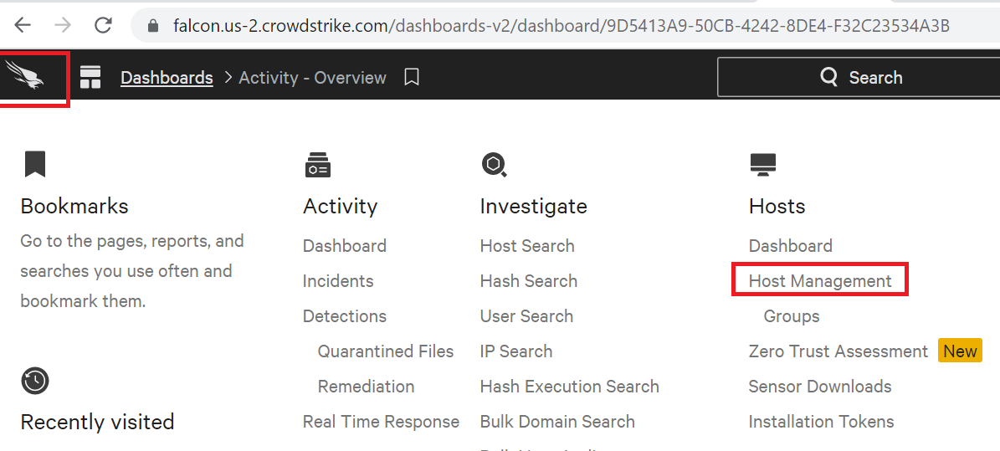 falcon.us-2.crowdstrike.com/dashboards-v2/dashboard/9D5413A9-50CB-4242-8DE4-F32C23534A3B
Dashboards > Activity - Overview
Search
Bookmarks
Go to the pages, reports, and
searches you use often and
bookmark them.
Recently visited
Activity
Dashboard
Incidents
Detections
Quarantined Files
Remediation
Real Time Response
Investigate
Host Search
Hash Search
User Search
IP Search
Hash Execution Search
Bulk Domain Search
Hosts
Dashboard
Host Management
Groups
Zero Trust Assessment New
Sensor Downloads
Installation Tokens